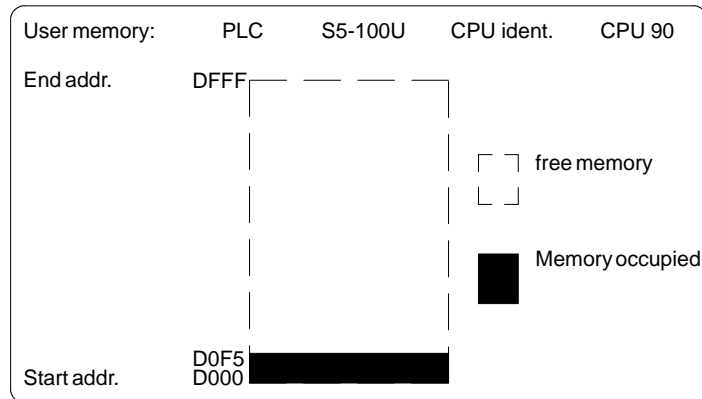 User memory: PLC S5-100U CPU ident. CPU 90
End addr. DFFF
free memory
Memory occupied
D0F5
Start addr. D000